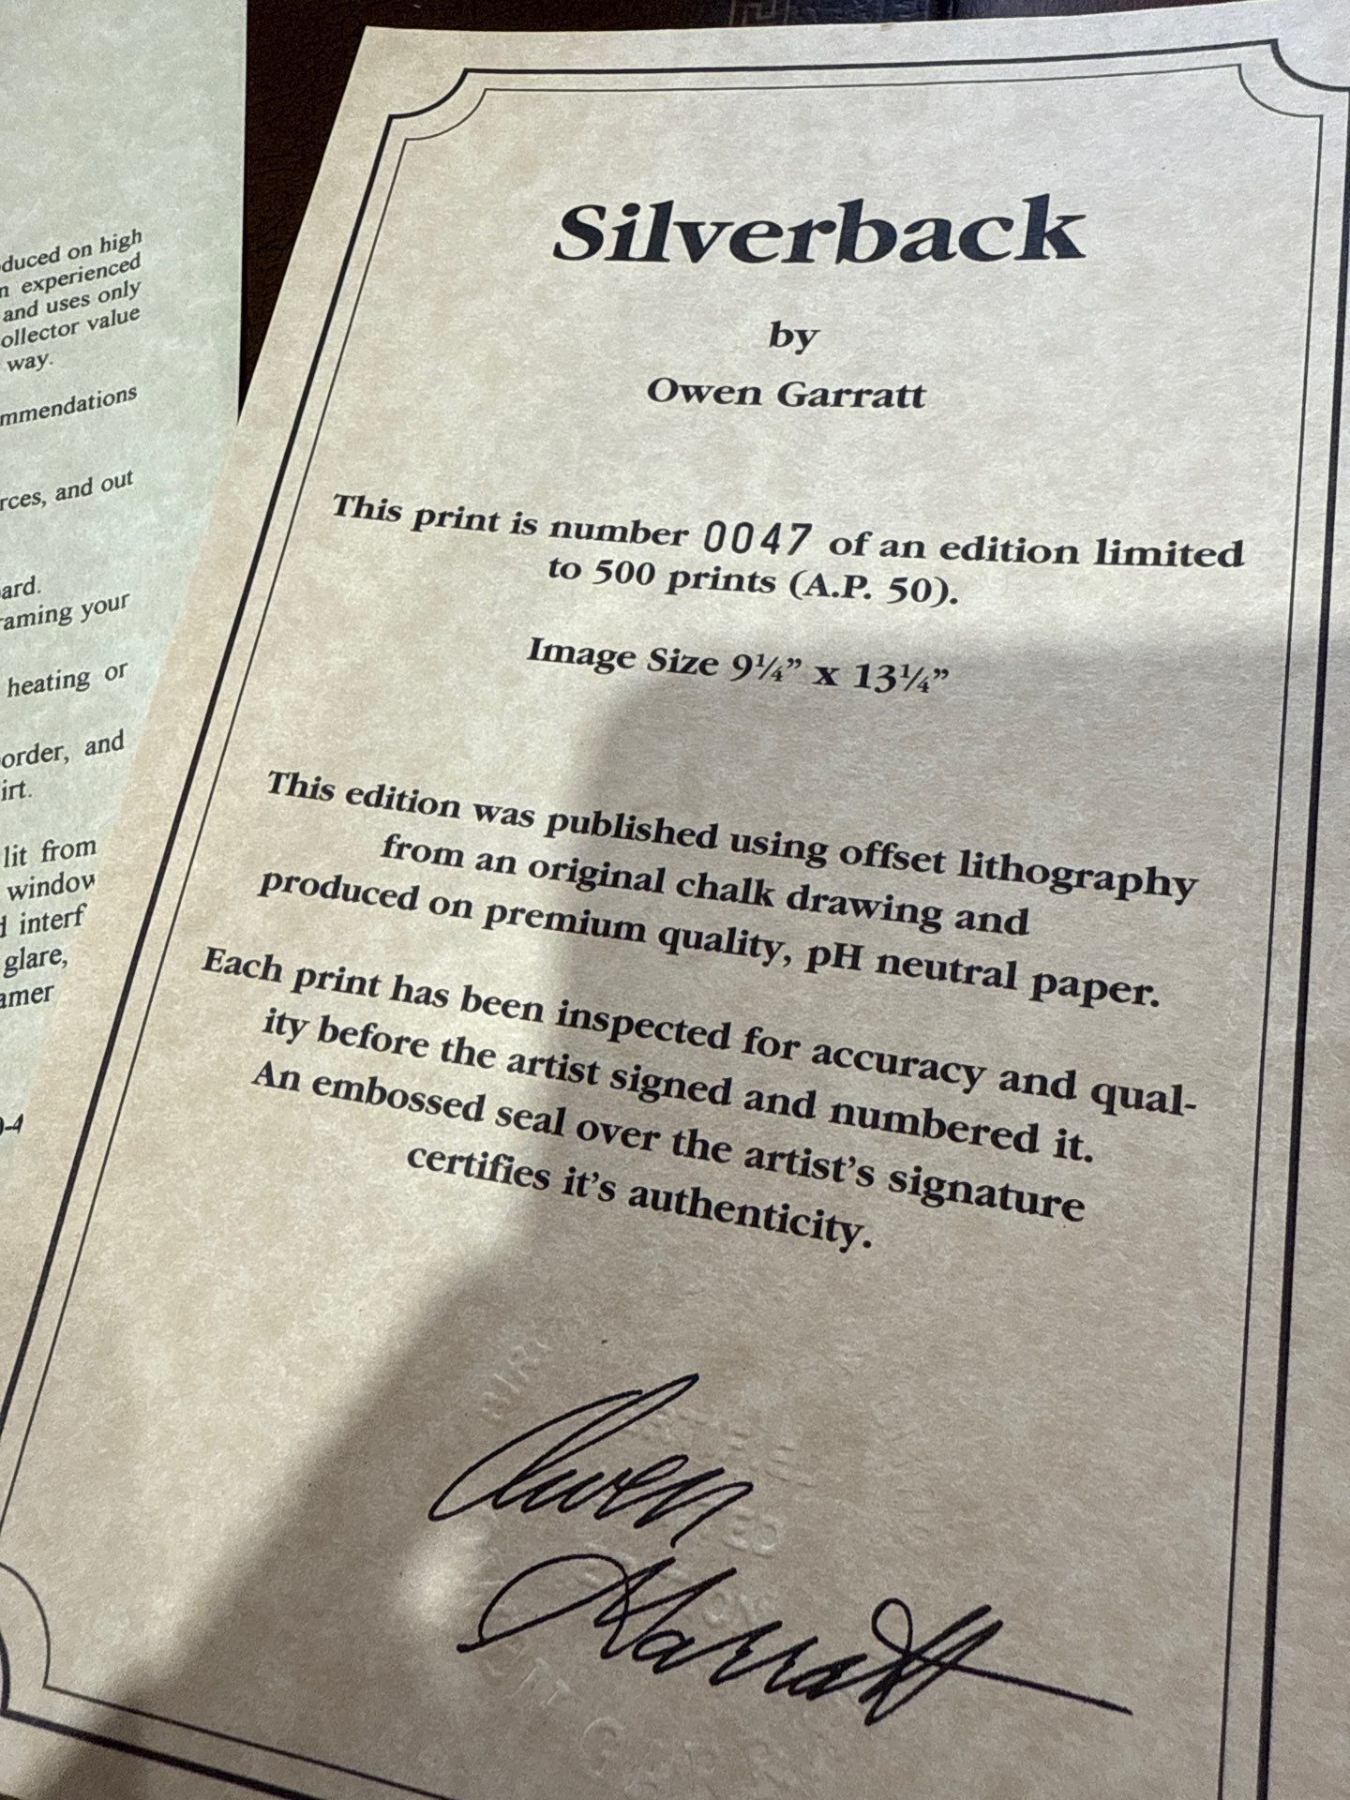 duced on high
experienced
and uses only
ollector value
way.
mmendations
rces, and out
ard.
raming your
heating or
order, and
irt.
lit from
window
interf
glare,
amer
-4
Silverback
by
Owen Garratt
This print is number 0047 of an edition limited
to 500 prints (A.P. 50).
Image Size 9¼” x 13¼”
This edition was published using offset lithography
from an original chalk drawing and
produced on premium quality, pH neutral paper.
Each print has been inspected for accuracy and qual-
ity before the artist signed and numbered it.
An embossed seal over the artist’s signature
certifies it’s authenticity.
Owen
Garratt